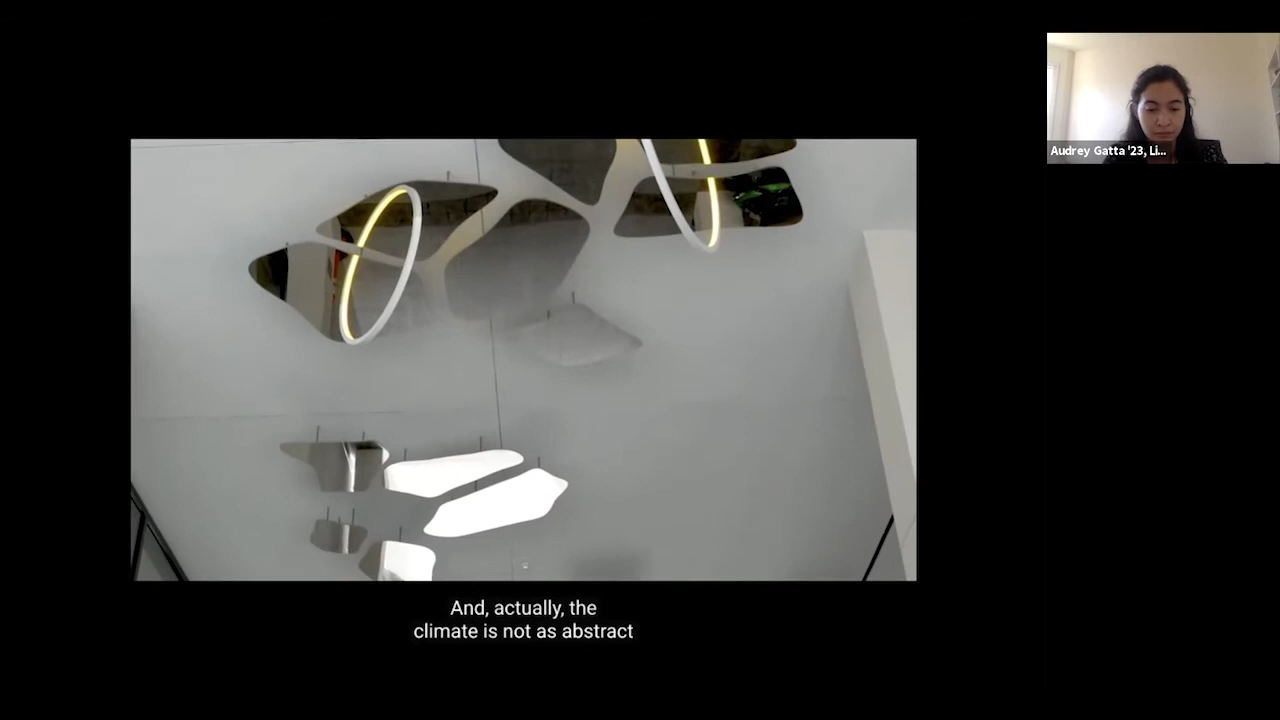 Audrey Gatta '23, Li...
And, actually, the
climate is not as abstract